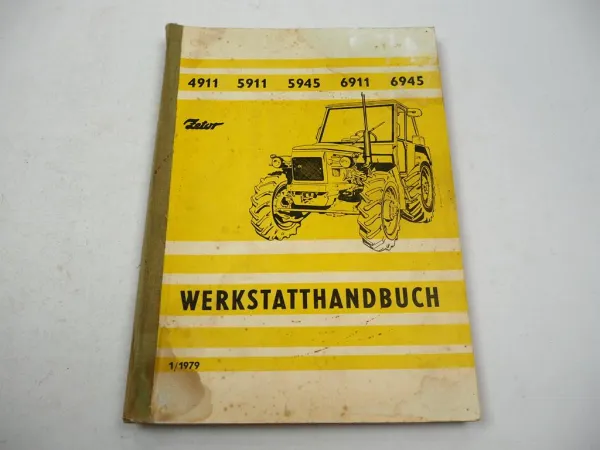 4911 5911 5945 6911 6945
Zetor
WERKSTATTHANDBUCH
1/1979